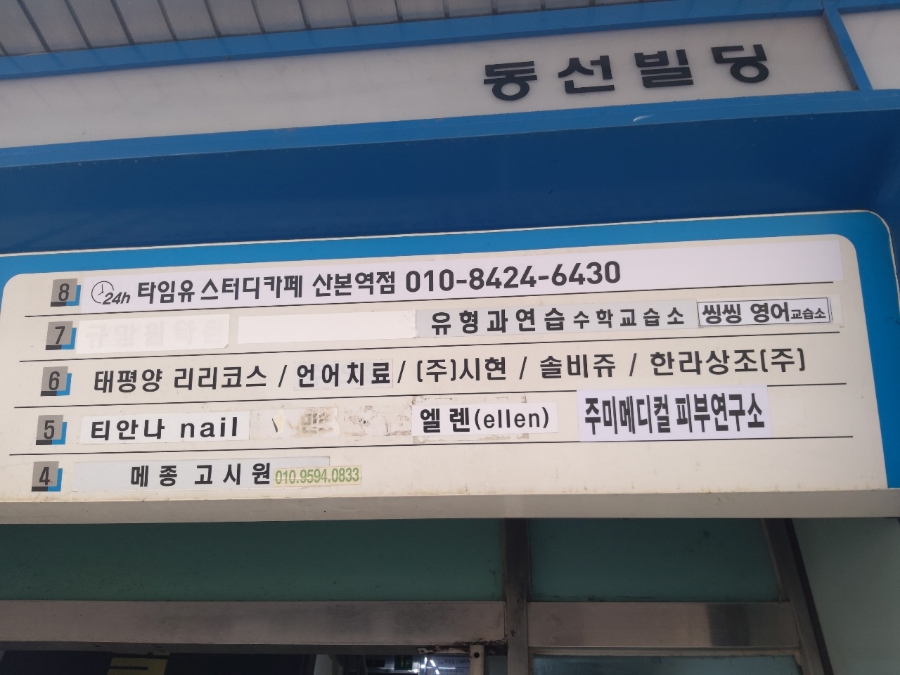 동선빌딩
8 24h 타임유 스터디카페 산본역점 010-8424-6430
7 유형과연습 수학교습소 씽씽 영어교습소
6 태평양 리리코스 / 언어치료 / (주)시현 / 솔비쥬 / 한라상조(주)
5 티안나 nail 엘렌(ellen) 주미메디컬 피부연구소
4 메종 고시원 010.9594.0833